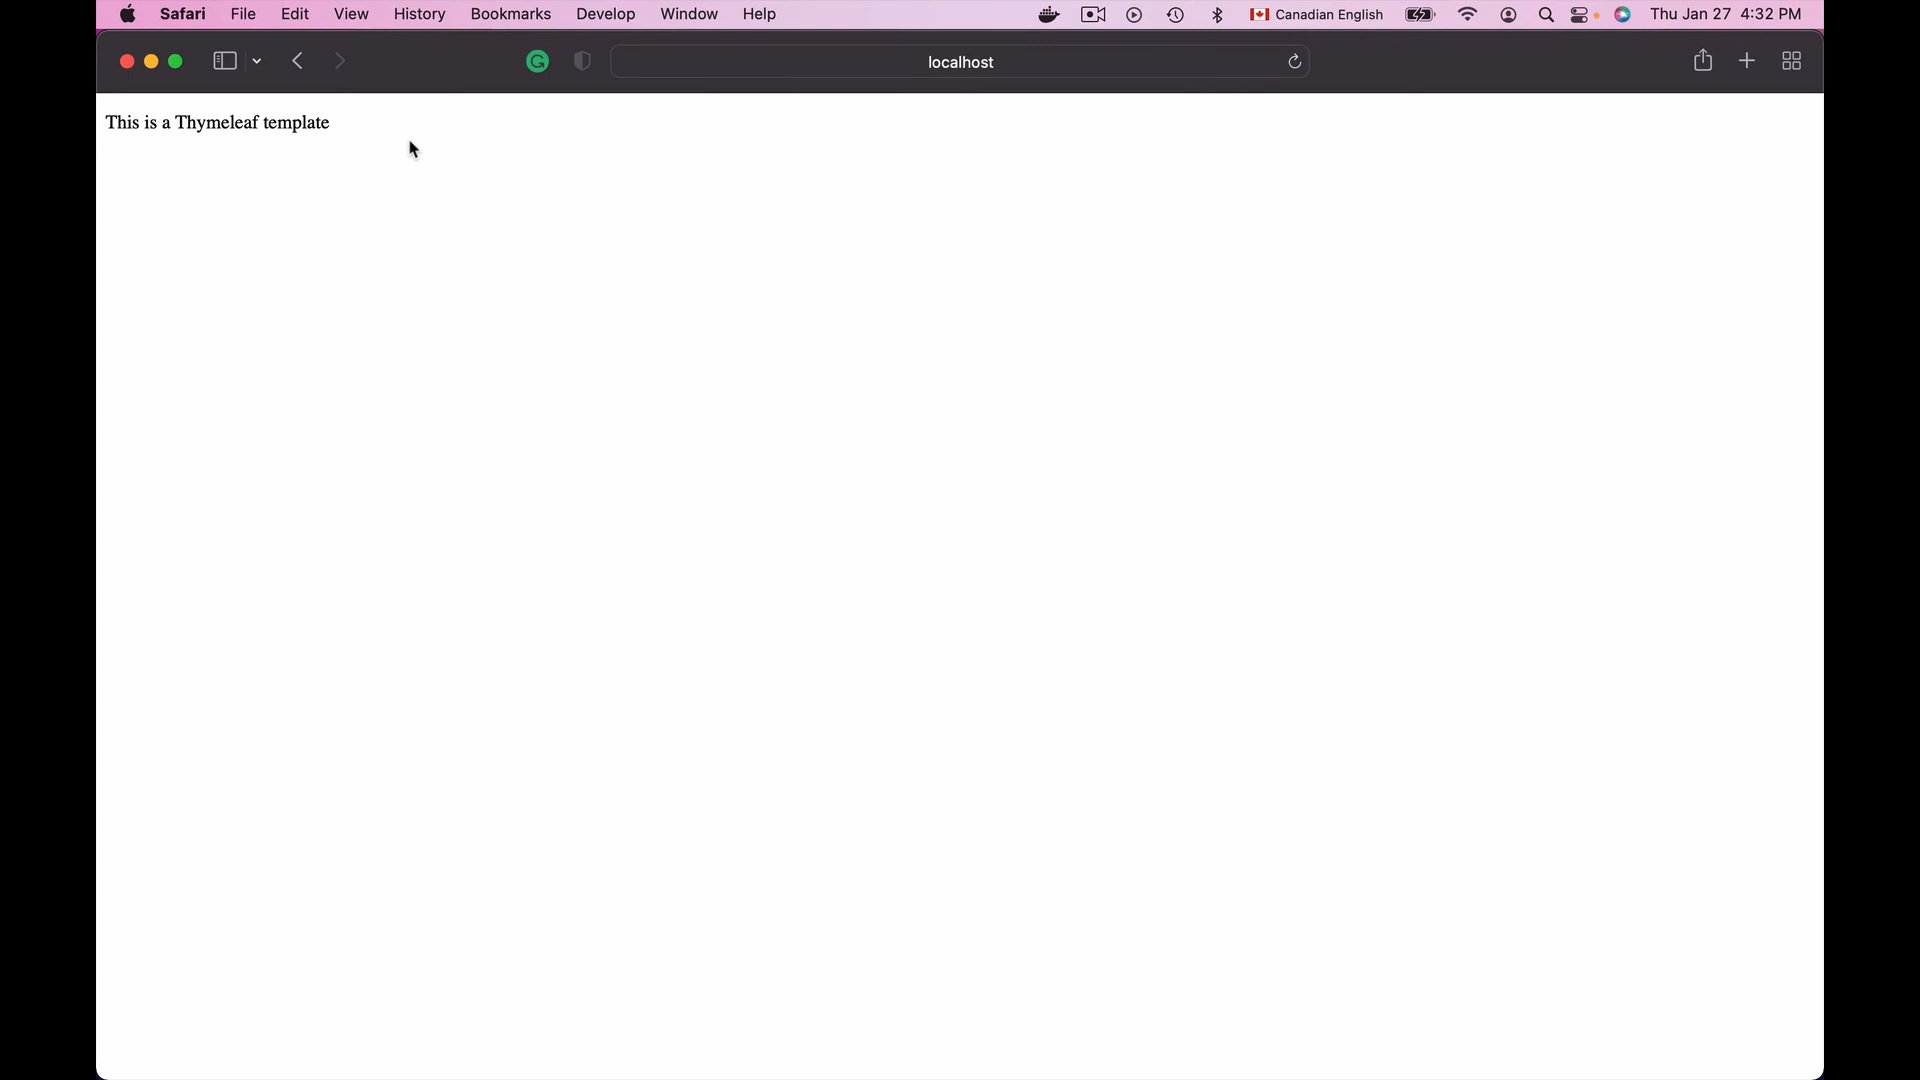 Safari File Edit View History Bookmarks Develop Window Help Canadian English Thu Jan 27 4:32 PM
localhost
This is a Thymeleaf template